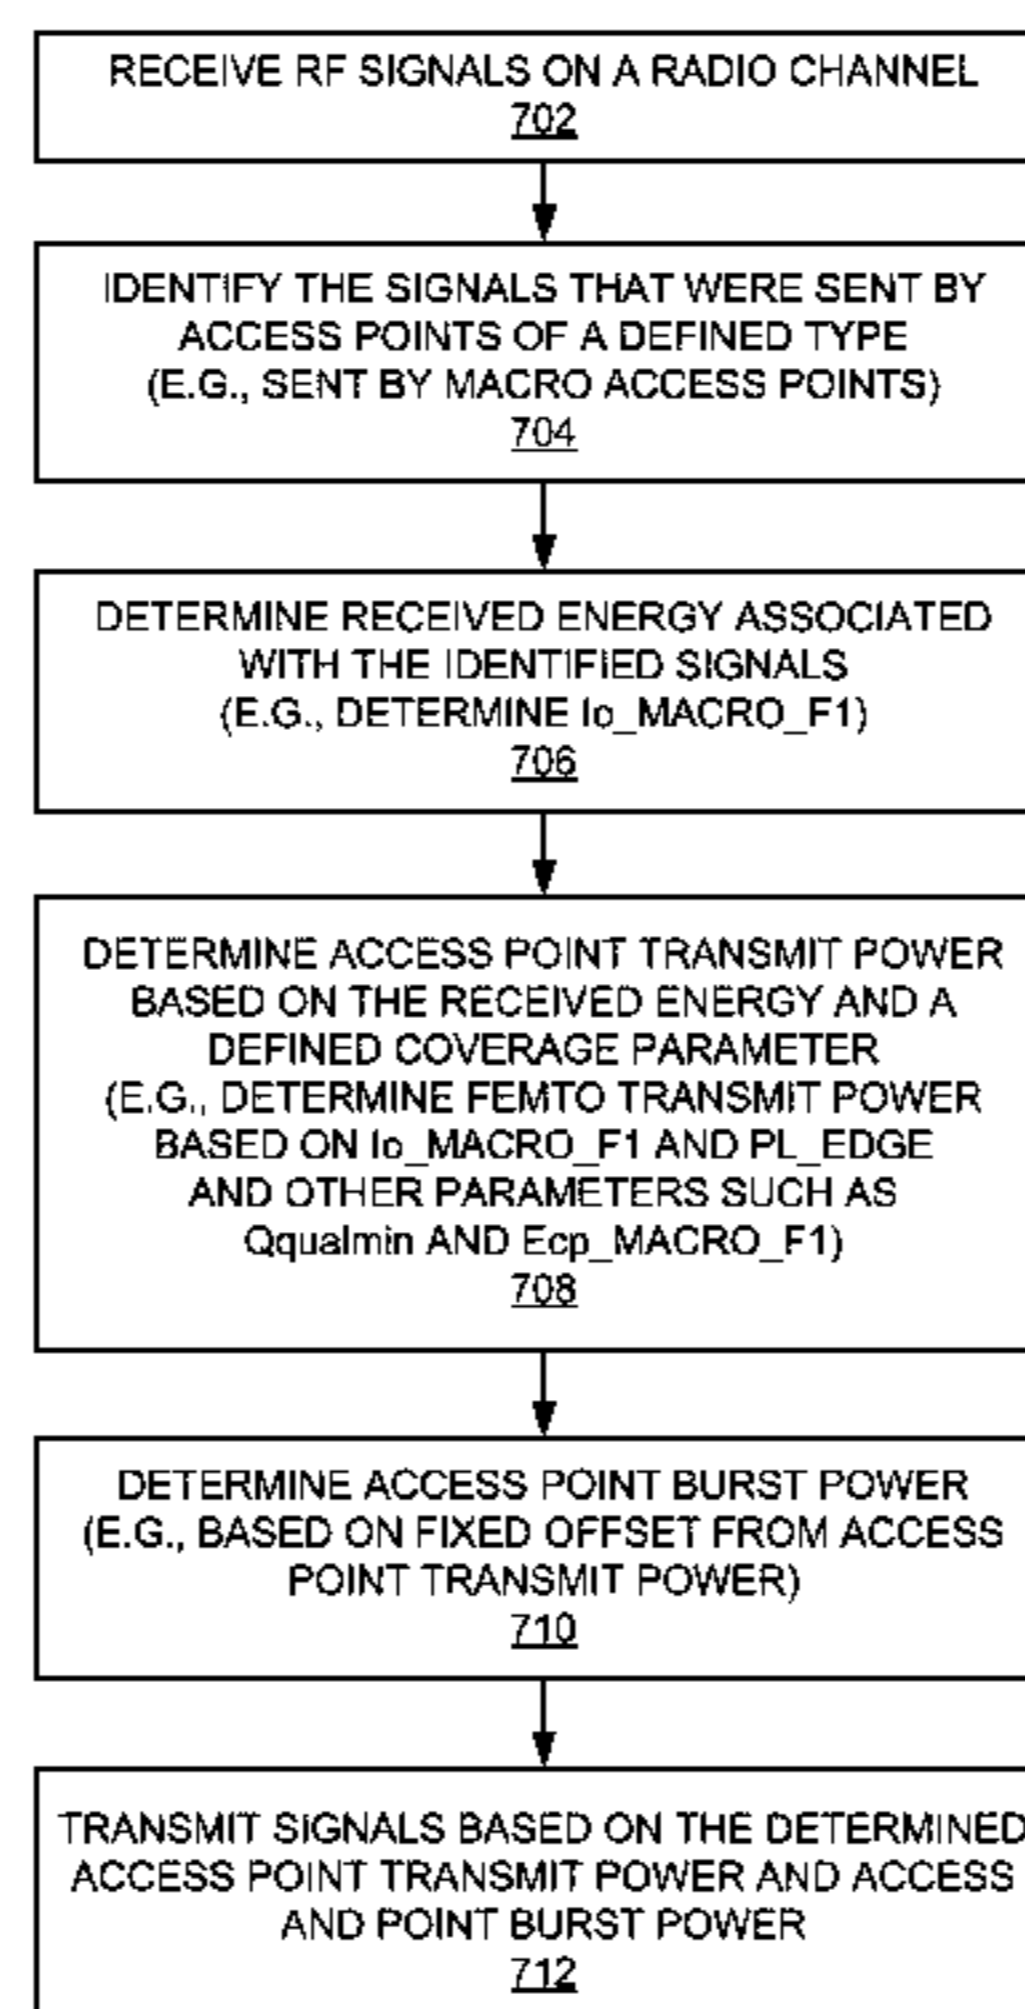 RECEIVE RF SIGNALS ON A RADIO CHANNEL
702
IDENTIFY THE SIGNALS THAT WERE SENT BY
ACCESS POINTS OF A DEFINED TYPE
(E.G., SENT BY MACRO ACCESS POINTS)
704
DETERMINE RECEIVED ENERGY ASSOCIATED
WITH THE IDENTIFIED SIGNALS
(E.G., DETERMINE Io_MACRO_F1)
706
DETERMINE ACCESS POINT TRANSMIT POWER
BASED ON THE RECEIVED ENERGY AND A
DEFINED COVERAGE PARAMETER
(E.G., DETERMINE FEMTO TRANSMIT POWER
BASED ON Io_MACRO_F1 AND PL_EDGE
AND OTHER PARAMETERS SUCH AS
Qqualmin AND Ecp_MACRO_F1)
708
DETERMINE ACCESS POINT BURST POWER
(E.G., BASED ON FIXED OFFSET FROM ACCESS
POINT TRANSMIT POWER)
710
TRANSMIT SIGNALS BASED ON THE DETERMINED
ACCESS POINT TRANSMIT POWER AND ACCESS
AND POINT BURST POWER
712